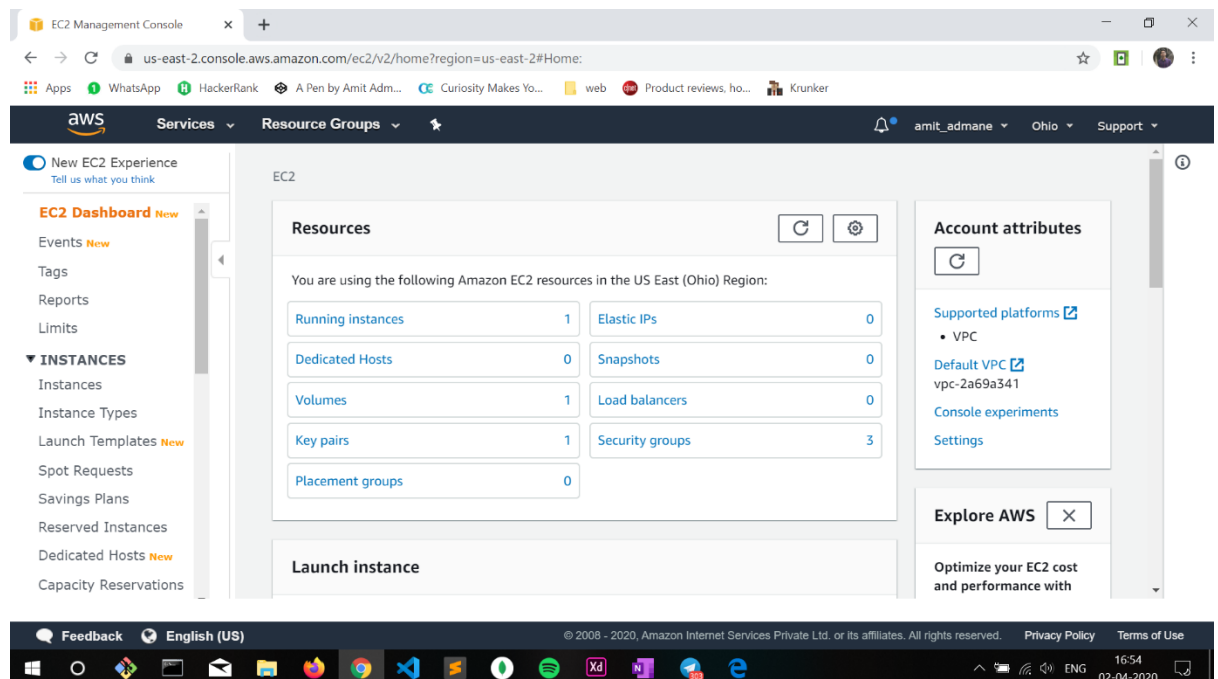 EC2 Management Console
us-east-2.console.aws.amazon.com/ec2/v2/home?region=us-east-2#Home:
Apps WhatsApp HackerRank A Pen by Amit Adm... CE Curiosity Makes Yo... web Product reviews, ho... Krunker
aws Services Resource Groups amit_admane Ohio Support
New EC2 Experience
Tell us what you think
EC2 Dashboard New
Events New
Tags
Reports
Limits
INSTANCES
Instances
Instance Types
Launch Templates New
Spot Requests
Savings Plans
Reserved Instances
Dedicated Hosts New
Capacity Reservations
EC2
Resources
You are using the following Amazon EC2 resources in the US East (Ohio) Region:
Running instances 1 Elastic IPs 0
Dedicated Hosts 0 Snapshots 0
Volumes 1 Load balancers 0
Key pairs 1 Security groups 3
Placement groups 0
Launch instance
Account attributes
Supported platforms
• VPC
Default VPC
vpc-2a69a341
Console experiments
Settings
Explore AWS
Optimize your EC2 cost
and performance with
Feedback English (US) © 2008 - 2020, Amazon Internet Services Private Ltd. or its affiliates. All rights reserved. Privacy Policy Terms of Use
Xd N 303 ENG 16:54
02-04-2020